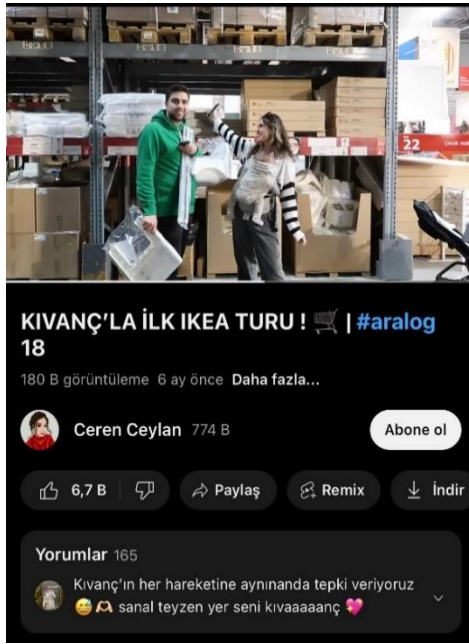 22
KIVANÇ'LA İLK IKEA TURU ! 🛒 | #aralog
18
180 B görüntüleme 6 ay önce Daha fazla...
Ceren Ceylan 774 B
Abone ol
6,7 B
Paylaş
Remix
İndir
Yorumlar 165
Kıvanç'ın her hareketine aynınanda tepki veriyoruz
😅🫶 sanal teyzen yer seni kıvaaaaanç 💖